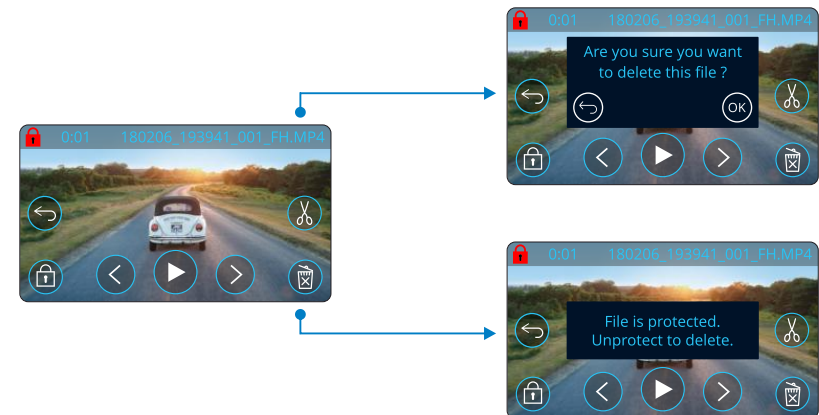 0:01 180206_193941_001_FH.MP4
Are you sure you want
to delete this file ?
OK
0:01 180206_193941_001_FH.MP4
0:01 180206_193941_001_FH.MP4
File is protected.
Unprotect to delete.